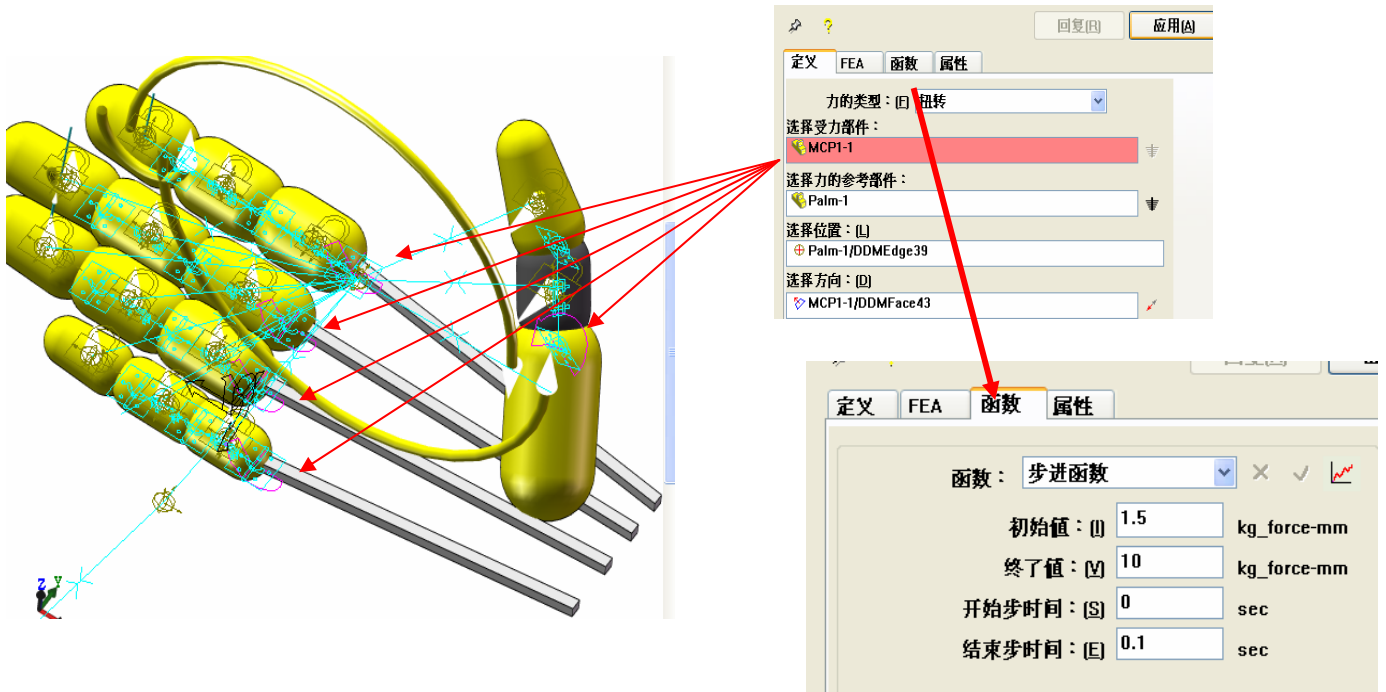 回复(R) 应用(A)
定义 FEA 函数 属性
力的类型：(F) 扭转
选择受力部件：
MCP1-1
选择力的参考部件：
Palm-1
选择位置：(L)
Palm-1/DDMEdge39
选择方向：(D)
MCP1-1/DDMFace43
定义 FEA 函数 属性
函数： 步进函数
初始值：(I) 1.5 kg_force-mm
终了值：(V) 10 kg_force-mm
开始步时间：(S) 0 sec
结束步时间：(E) 0.1 sec
Z Y